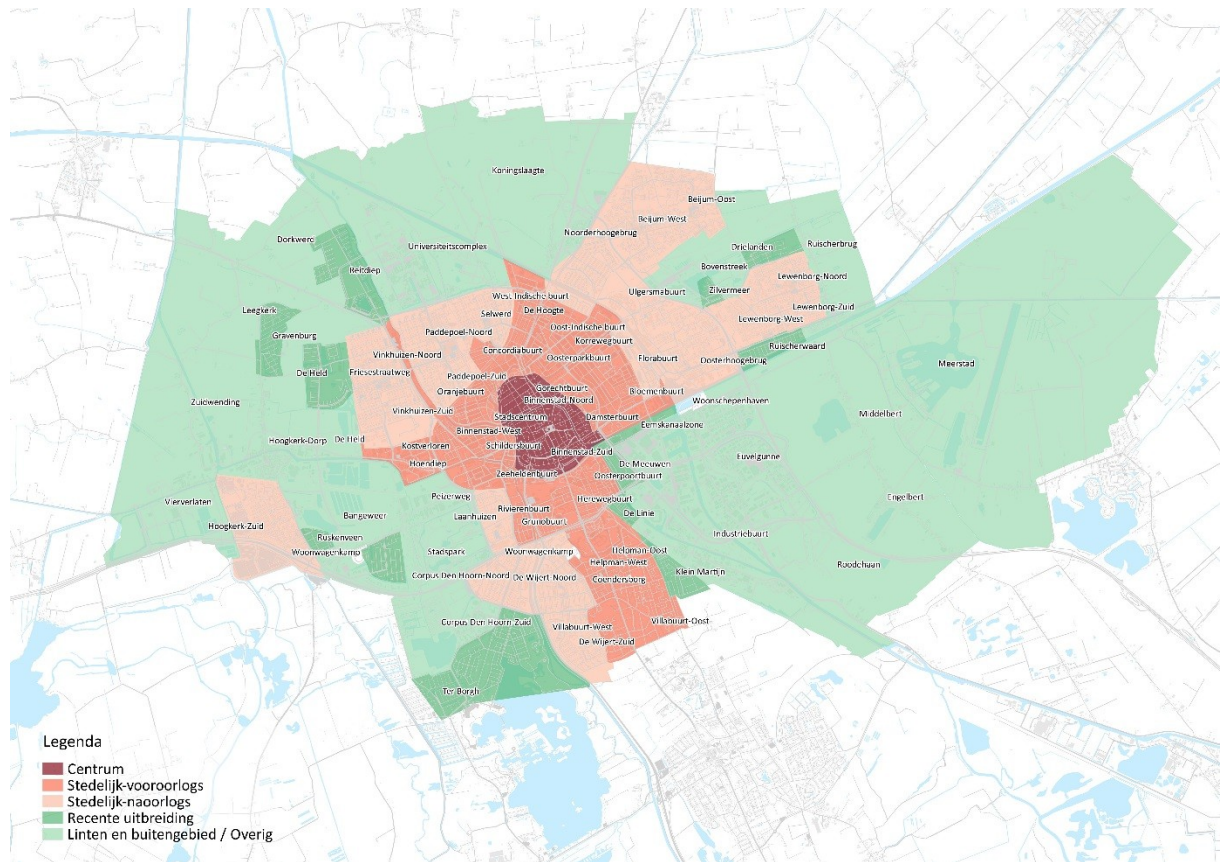 Koningslaagte
Beijum-Oost
Beijum-West
Noorderhoogebrug
Dorkwerd
Universiteitscomplex
Drielanden
Ruischerbrug
Reitdiep
Bovenstreek
Lewenborg-Noord
Zilvermeer
Ulgersmabuurt
West-Indische buurt
Leegkerk
Selwerd
De Hoogte
Lewenborg-Zuid
Lewenborg-West
Gravenburg
Paddepoel-Noord
Oost-Indische buurt
Korrewegbuurt
Ruischerwaard
Vinkhuizen-Noord
Concordiabuurt
Oosterparkbuurt
Florabuurt
Oosterhoogebrug
Meerstad
De Held
Friesestraatweg
Paddepoel-Zuid
Gorechtbuurt
Oranjebuurt
Bloemenbuurt
Zuidwending
Binnenstad-Noord
Woonschepenhaven
Vinkhuizen-Zuid
Stadscentrum
Damsterbuurt
Middelbert
Eemskanaalzone
Binnenstad-West
Hoogkerk-Dorp
De Held
Kostverloren
Schildersbuurt
Binnenstad-Zuid
Euvelgunne
Hoendiep
De Meeuwen
Zeeheldenbuurt
Oosterpoortbuurt
Peizerweg
Engelbert
Vierverlaten
Herewegbuurt
Rivierenbuurt
Bangeweer
Laanhuizen
De Linie
Hoogkerk-Zuid
Grunobuurt
Industriebuurt
Ruskenveen
Woonwagenkamp
Stadspark
Woonwagenkamp
Helpman-Oost
Helpman-West
Roodehaan
Klein Martijn
Corpus Den Hoorn-Noord
De Wijert-Noord
Coendersborg
Corpus Den Hoorn-Zuid
Villabuurt-West
Villabuurt-Oost
De Wijert-Zuid
Ter Borgh
Legenda
Centrum
Stedelijk-vooroorlogs
Stedelijk-naoorlogs
Recente uitbreiding
Linten en buitengebied / Overig